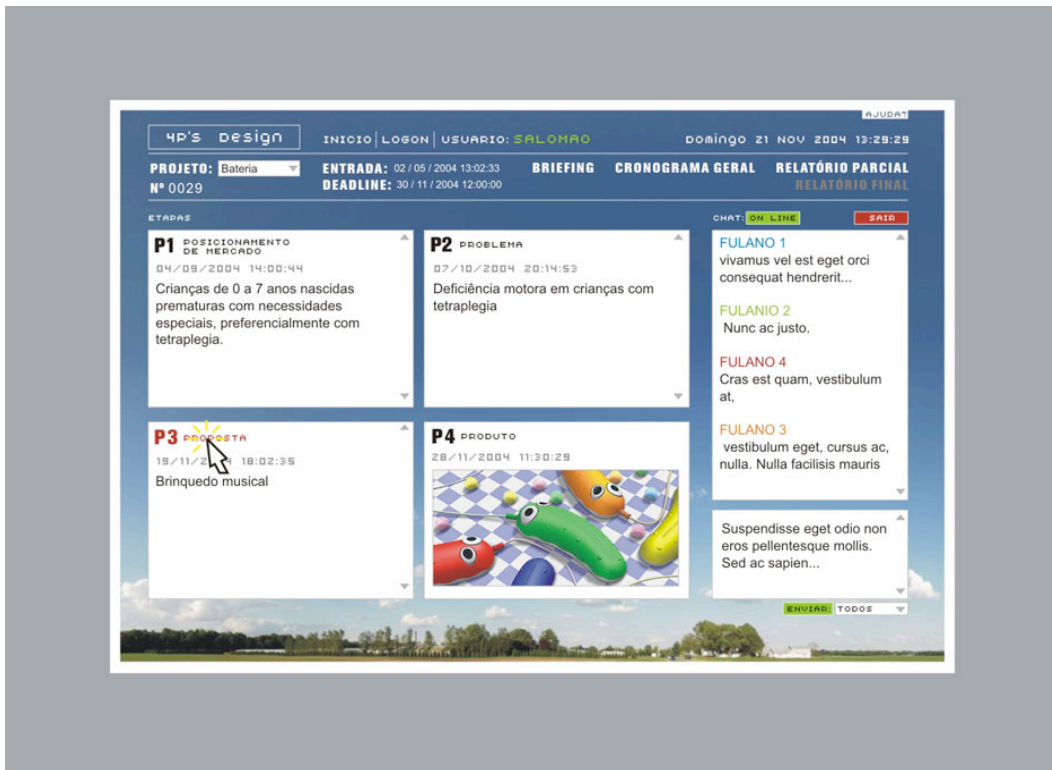 AJUDA?
4P'S Design
INICIO | LOGON | USUARIO: SALOMAO
Domingo 21 NOV 2004 13:29:29
PROJETO: Bateria
Nº 0029
ENTRADA: 02 / 05 / 2004 13:02:33
DEADLINE: 30 / 11 / 2004 12:00:00
BRIEFING
CRONOGRAMA GERAL
RELATÓRIO PARCIAL
RELATÓRIO FINAL
ETAPAS
P1 POSICIONAMENTO
DE MERCADO
04/09/2004 14:00:44
Crianças de 0 a 7 anos nascidas
prematuras com necessidades
especiais, preferencialmente com
tetraplegia.
P2 PROBLEMA
07/10/2004 20:14:53
Deficiência motora em crianças com
tetraplegia
P3 PROPOSTA
19/11/2004 18:02:35
Brinquedo musical
P4 PRODUTO
28/11/2004 11:30:29
CHAT: ON LINE
SAIR
FULANO 1
vivamus vel est eget orci
consequat hendrerit...
FULANIO 2
Nunc ac justo.
FULANO 4
Cras est quam, vestibulum
at,
FULANO 3
vestibulum eget, cursus ac,
nulla. Nulla facilisis mauris
Suspendisse eget odio non
eros pellentesque mollis.
Sed ac sapien...
ENVIAR: TODOS